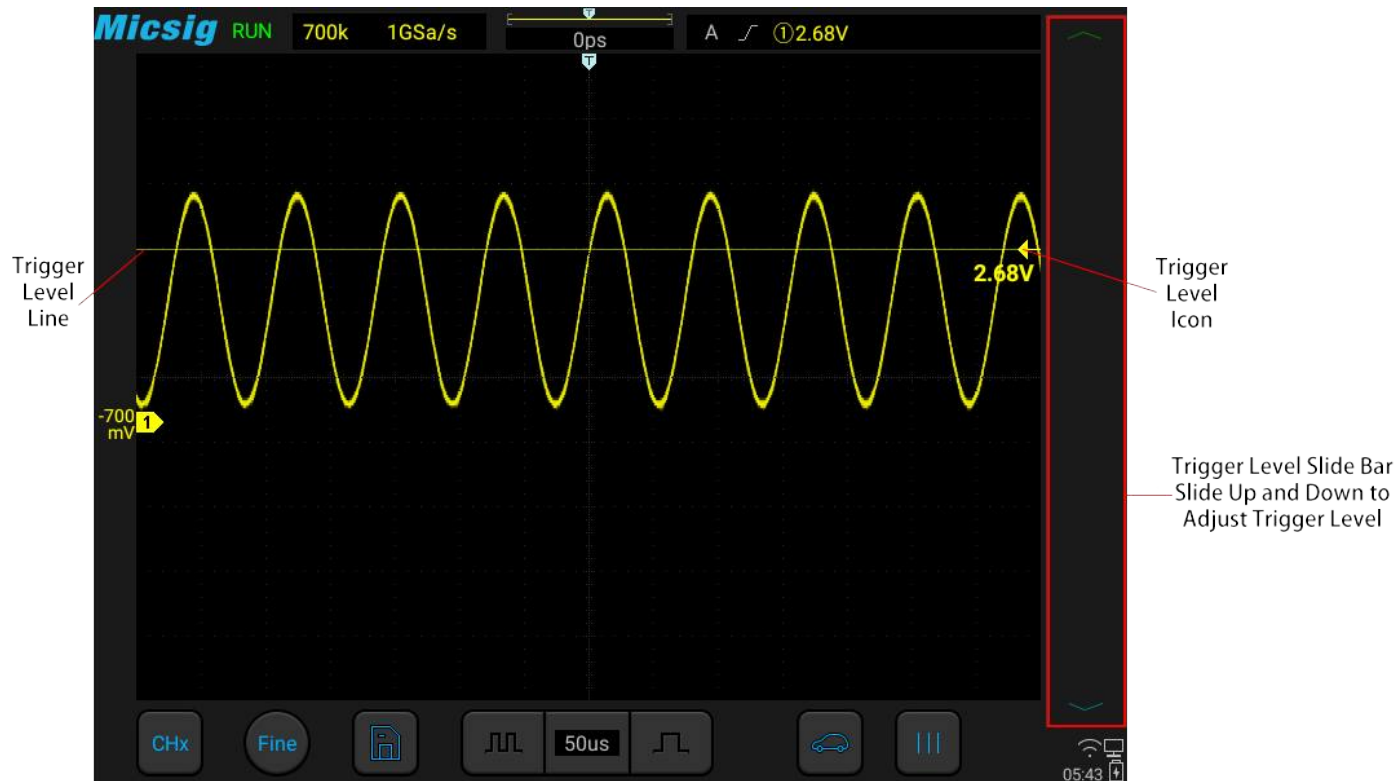 Micsig RUN 700k 1GSa/s 0ps A ①2.68V
T
2.68V
Trigger
Level
Line
Trigger
Level
Icon
-700
mV
1
Trigger Level Slide Bar
Slide Up and Down to
Adjust Trigger Level
CHx Fine 50us
05:43